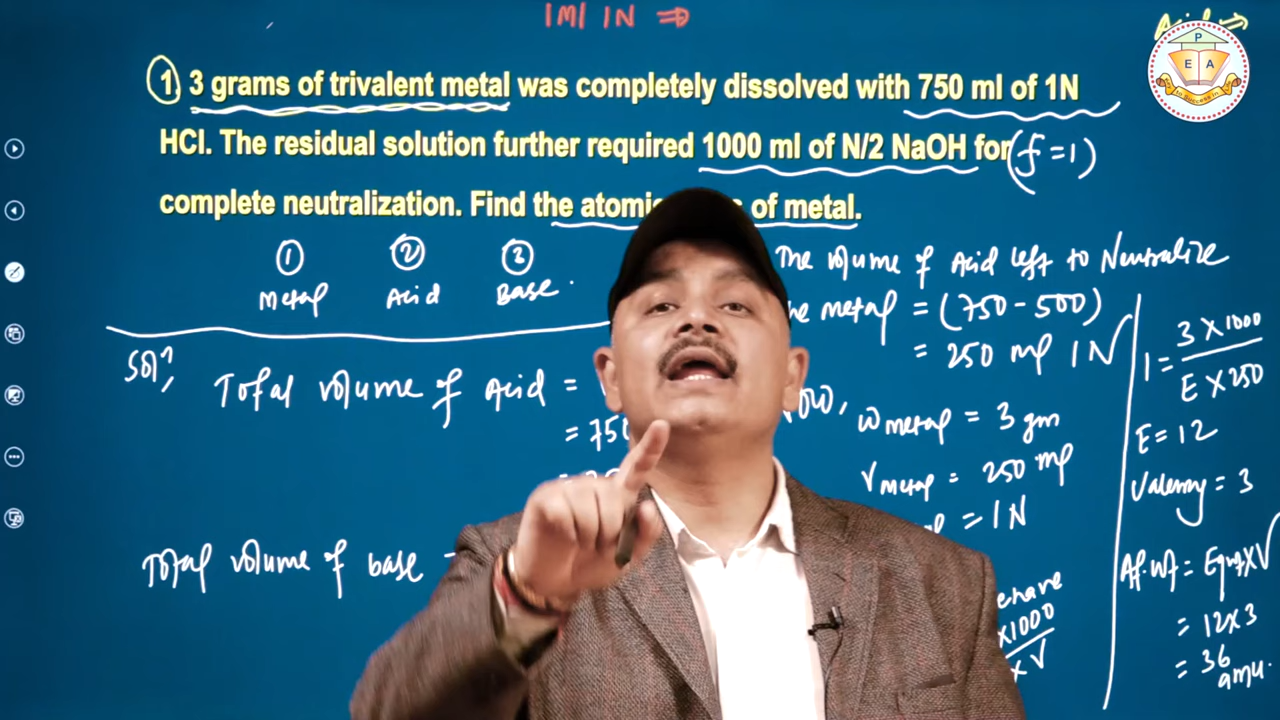 1M/ 1N ⇒
1. 3 grams of trivalent metal was completely dissolved with 750 ml of 1N
HCl. The residual solution further required 1000 ml of N/2 NaOH for (f = 1)
complete neutralization. Find the of metal.
P
E A
① ② ③
Metal Acid Base.
Soln,
Total volume of Acid =
= 750
Total volume of base
The volume of Acid left to Neutralize
metal = (750 - 500)
= 250 ml 1N
W metal = 3 gm
V metal = 250 ml
= 1N
×1000
×V
1 = 3 × 1000 / E × 250
E = 12
Valency = 3
At. wt = Eq wt × V
= 12 × 3
= 36 amu.